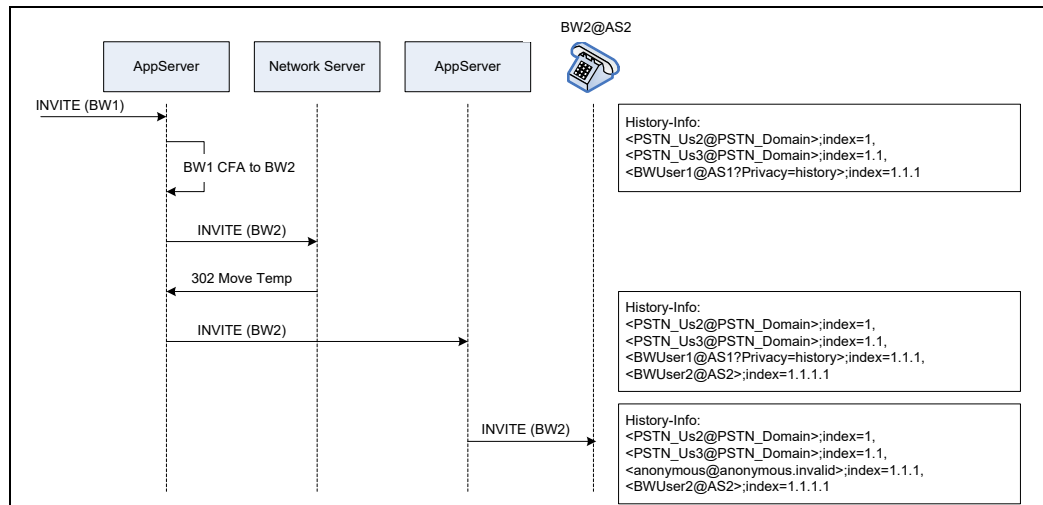 BW2@AS2
AppServer
Network Server
AppServer
INVITE (BW1)
History-Info:
<PSTN_Us2@PSTN_Domain>;index=1,
<PSTN_Us3@PSTN_Domain>;index=1.1,
<BWUser1@AS1?Privacy=history>;index=1.1.1
BW1 CFA to BW2
INVITE (BW2)
302 Move Temp
INVITE (BW2)
History-Info:
<PSTN_Us2@PSTN_Domain>;index=1,
<PSTN_Us3@PSTN_Domain>;index=1.1,
<BWUser1@AS1?Privacy=history>;index=1.1.1,
<BWUser2@AS2>;index=1.1.1.1
INVITE (BW2)
History-Info:
<PSTN_Us2@PSTN_Domain>;index=1,
<PSTN_Us3@PSTN_Domain>;index=1.1,
<anonymous@anonymous.invalid>;index=1.1.1,
<BWUser2@AS2>;index=1.1.1.1